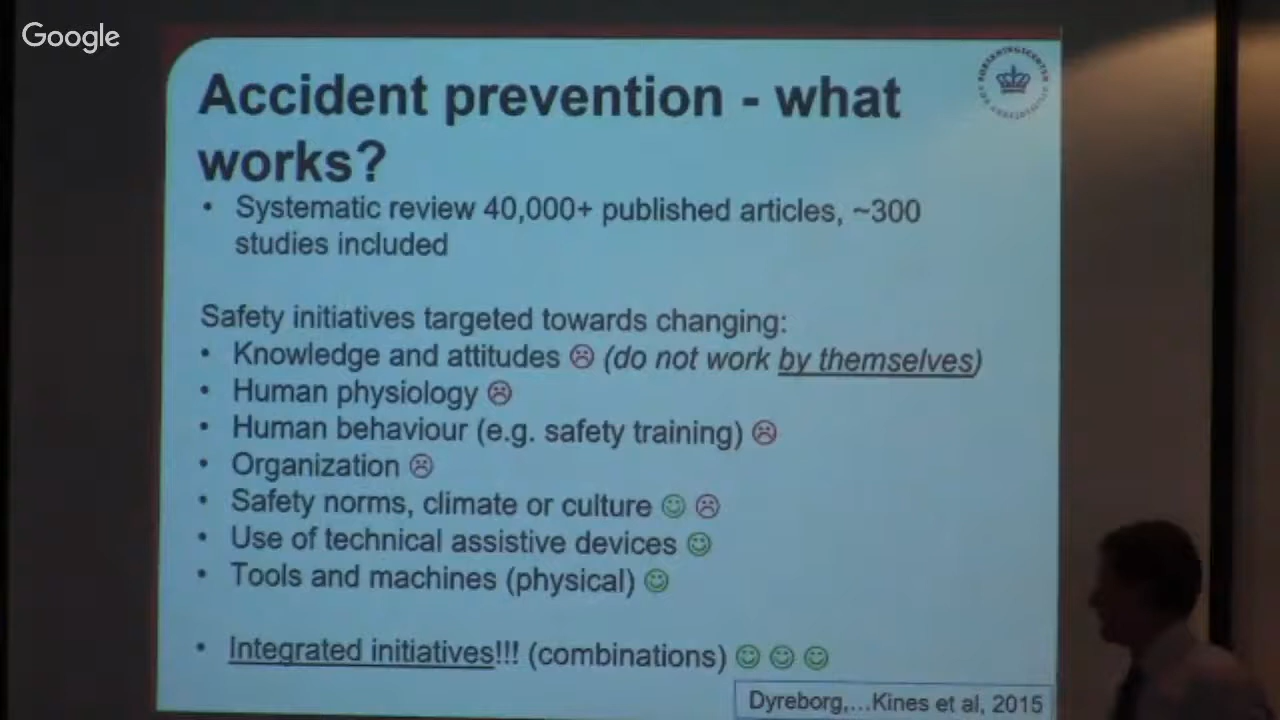 Google
Accident prevention - what
works?
• Systematic review 40,000+ published articles, ~300
studies included
Safety initiatives targeted towards changing:
• Knowledge and attitudes ☹ (do not work by themselves)
• Human physiology ☹
• Human behaviour (e.g. safety training) ☹
• Organization ☹
• Safety norms, climate or culture ☺ ☹
• Use of technical assistive devices ☺
• Tools and machines (physical) ☺
• Integrated initiatives!!! (combinations) ☺ ☺ ☺
Dyreborg,...Kines et al, 2015